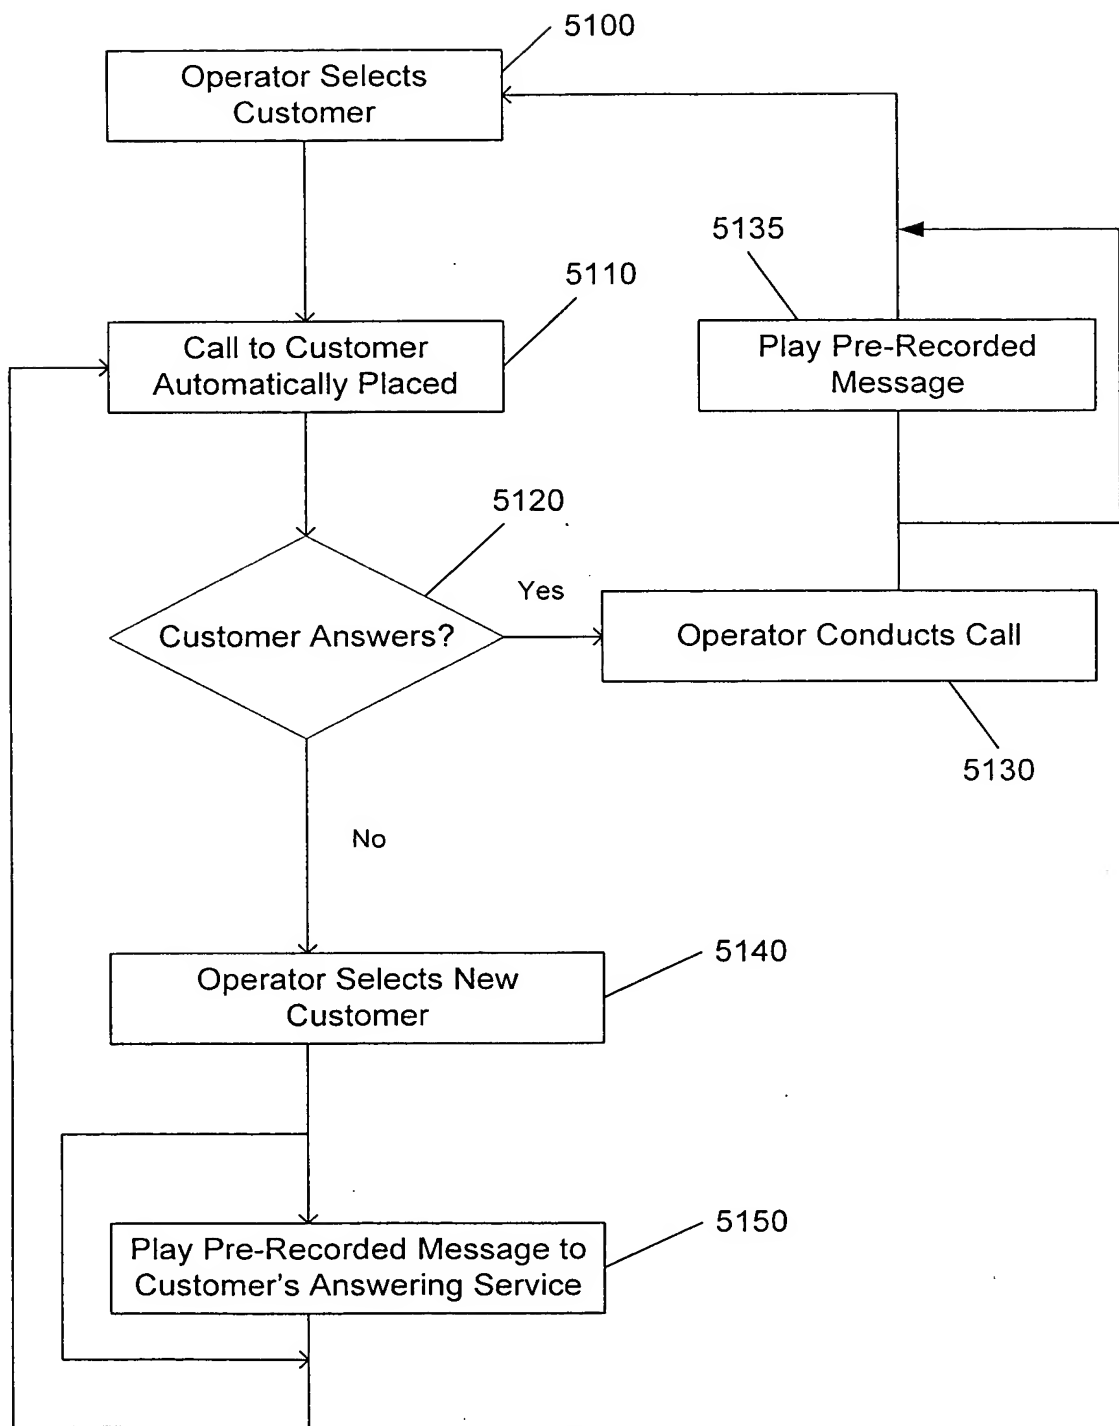 5100
Operator Selects
Customer
5135
5110
Call to Customer
Automatically Placed
Play Pre-Recorded
Message
5120
Yes
Customer Answers?
Operator Conducts Call
5130
No
5140
Operator Selects New
Customer
5150
Play Pre-Recorded Message to
Customer's Answering Service